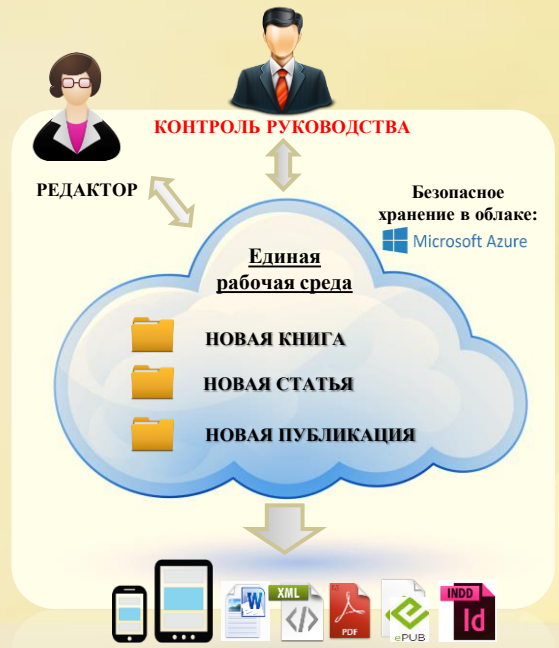 КОНТРОЛЬ РУКОВОДСТВА
РЕДАКТОР
Безопасное
хранение в облаке:
Microsoft Azure
Единая
рабочая среда
НОВАЯ КНИГА
НОВАЯ СТАТЬЯ
НОВАЯ ПУБЛИКАЦИЯ
W
XML
</>
PDF
ePUB
INDD
Id